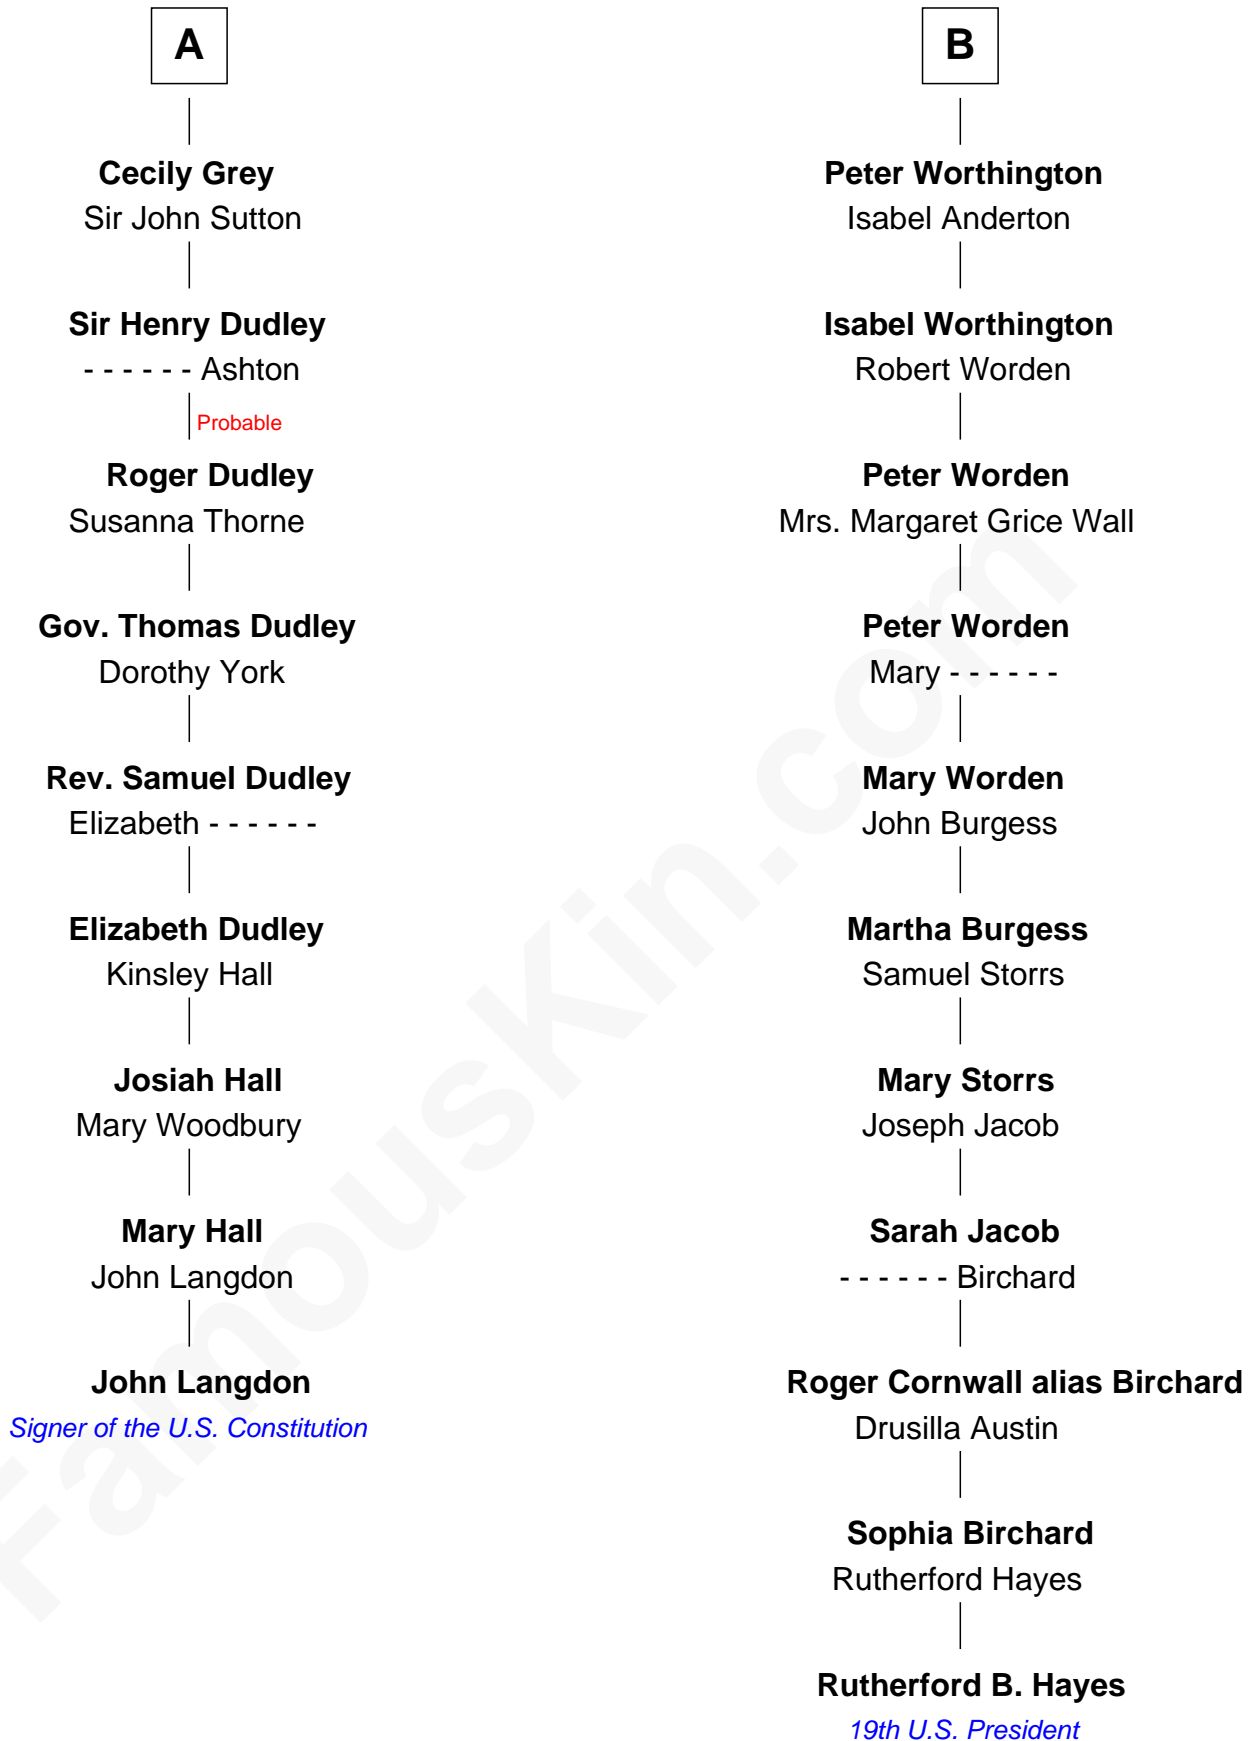 A
Cecily Grey
Sir John Sutton
Sir Henry Dudley
- - - - - - Ashton
Probable
Roger Dudley
Susanna Thorne
Gov. Thomas Dudley
Dorothy York
Rev. Samuel Dudley
Elizabeth - - - - - -
Elizabeth Dudley
Kinsley Hall
Josiah Hall
Mary Woodbury
Mary Hall
John Langdon
John Langdon
Signer of the U.S. Constitution
B
Peter Worthington
Isabel Anderton
Isabel Worthington
Robert Worden
Peter Worden
Mrs. Margaret Grice Wall
Peter Worden
Mary - - - - - -
Mary Worden
John Burgess
Martha Burgess
Samuel Storrs
Mary Storrs
Joseph Jacob
Sarah Jacob
- - - - - - Birchard
Roger Cornwall alias Birchard
Drusilla Austin
Sophia Birchard
Rutherford Hayes
Rutherford B. Hayes
19th U.S. President
FamousKin.com